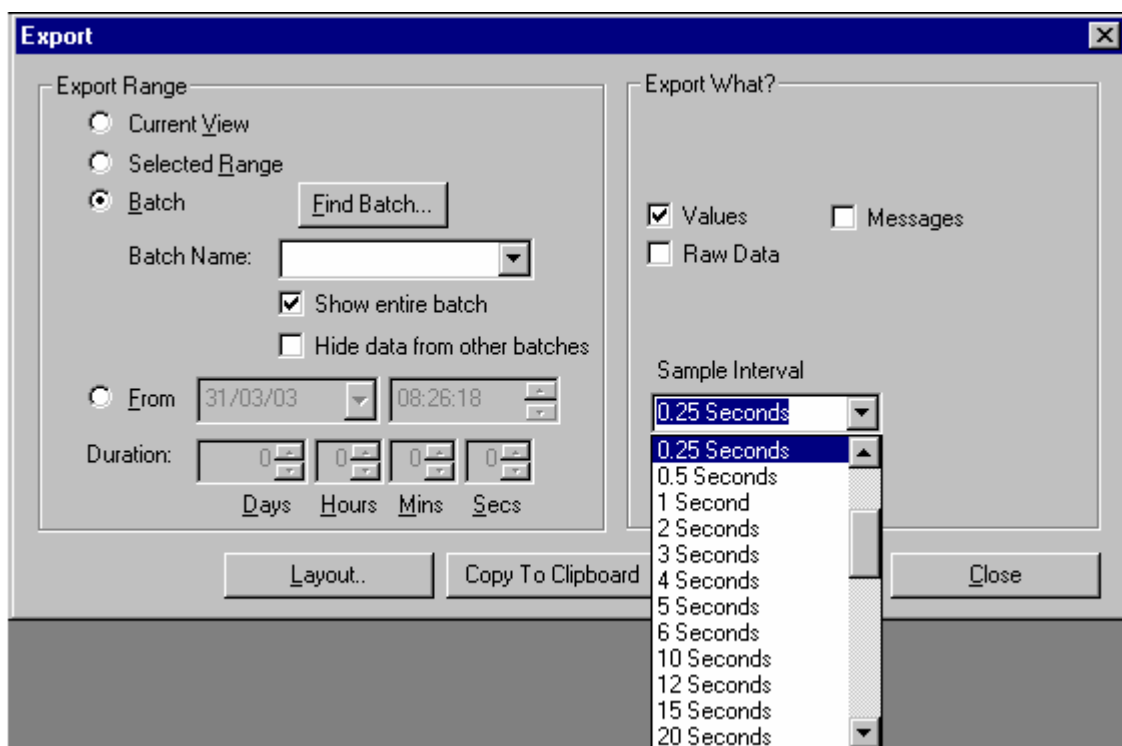 Export
Export Range
Current View
Selected Range
Batch
Find Batch...
Batch Name:
Show entire batch
Hide data from other batches
From 31/03/03 08:26:18
Duration: 0 0 0 0
Days Hours Mins Secs
Export What?
Values Messages
Raw Data
Sample Interval
0.25 Seconds
0.25 Seconds
0.5 Seconds
1 Second
2 Seconds
3 Seconds
4 Seconds
5 Seconds
6 Seconds
10 Seconds
12 Seconds
15 Seconds
20 Seconds
Layout.. Copy To Clipboard Close